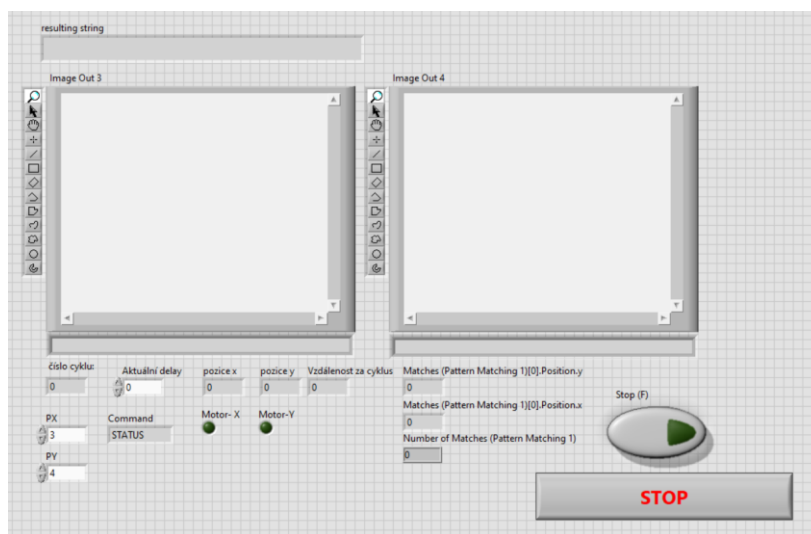 resulting string
Image Out 3
Image Out 4
číslo cyklu:
Aktuální delay
pozice x
pozice y
Vzdálenost za cyklus
Matches (Pattern Matching 1)[0].Position.y
0
0
0
0
0
0
Matches (Pattern Matching 1)[0].Position.x
Stop (F)
PX
Command
Motor- X
Motor-Y
0
3
STATUS
Number of Matches (Pattern Matching 1)
PY
0
4
STOP